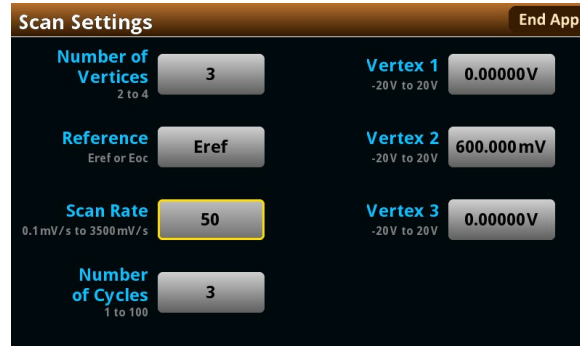 Scan Settings
End App
Number of
Vertices
2 to 4
3
Vertex 1
-20V to 20V
0.00000V
Reference
Eref or Eoc
Eref
Vertex 2
-20V to 20V
600.000mV
Scan Rate
0.1mV/s to 3500mV/s
50
Vertex 3
-20V to 20V
0.00000V
Number
of Cycles
1 to 100
3